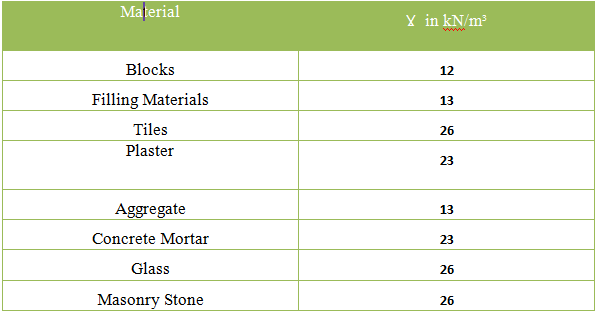 Material
ɣ in kN/m³
Blocks 12
Filling Materials 13
Tiles 26
Plaster 23
Aggregate 13
Concrete Mortar 23
Glass 26
Masonry Stone 26